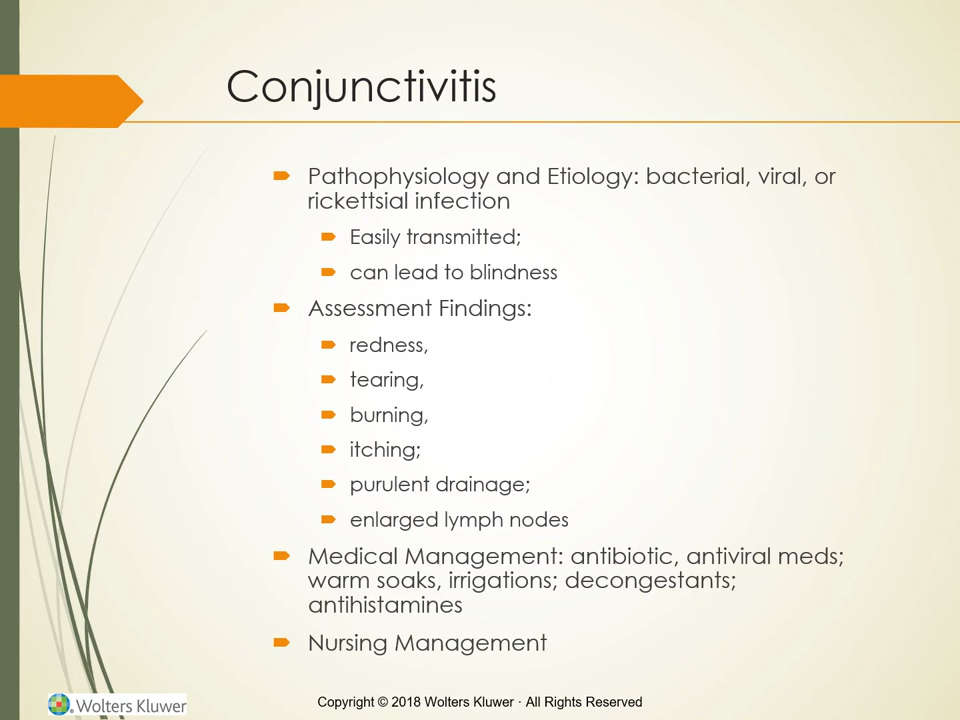 Conjunctivitis
Pathophysiology and Etiology: bacterial, viral, or
rickettsial infection
Easily transmitted;
can lead to blindness
Assessment Findings:
redness,
tearing,
burning,
itching;
purulent drainage;
enlarged lymph nodes
Medical Management: antibiotic, antiviral meds;
warm soaks, irrigations; decongestants;
antihistamines
Nursing Management
Wolters Kluwer
Copyright © 2018 Wolters Kluwer · All Rights Reserved